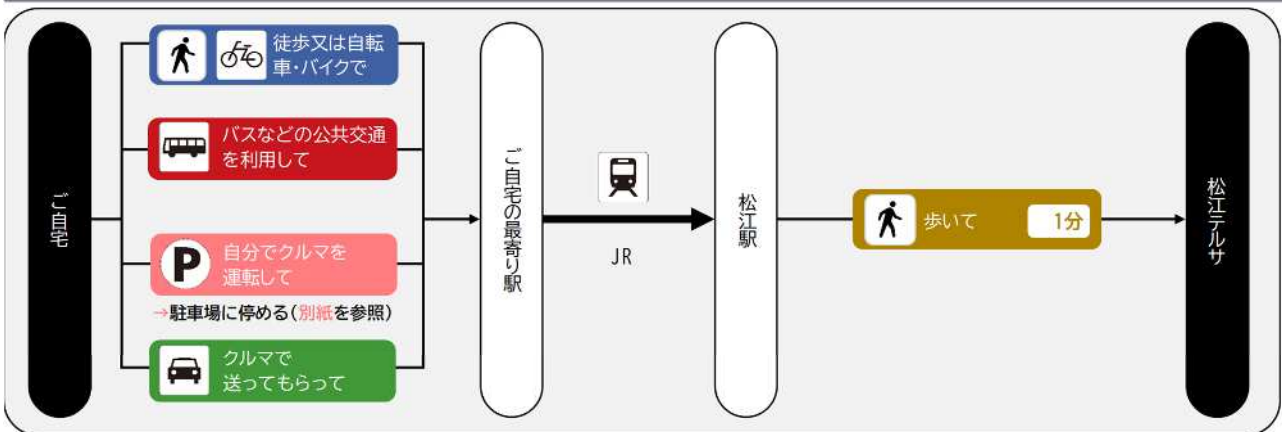 ご自宅
徒歩又は自転
車・バイクで
バスなどの公共交通
を利用して
P
自分でクルマを
運転して
→駐車場に停める(別紙を参照)
クルマで
送ってもらって
ご自宅の最寄り駅
JR
松江駅
歩いて
1分
松江テルサ